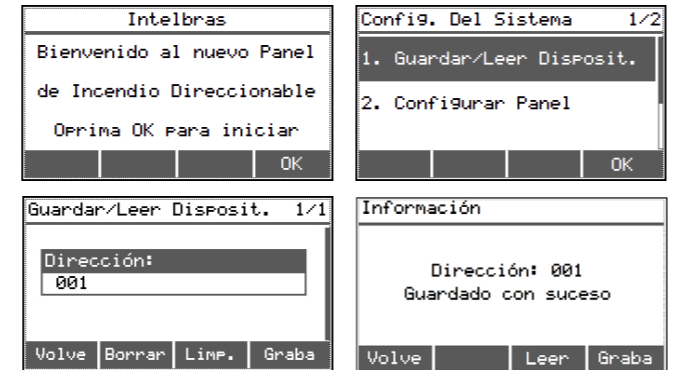 Intelbras
Bienvenido al nuevo Panel
de Incendio Direccionable
Oprima OK para iniciar
OK
Config. Del Sistema 1/2
1. Guardar/Leer Disposit.
2. Configurar Panel
OK
Guardar/Leer Disposit. 1/1
Dirección:
001
Volve Borrar Limp. Graba
Información
Dirección: 001
Guardado con suceso
Volve Leer Graba